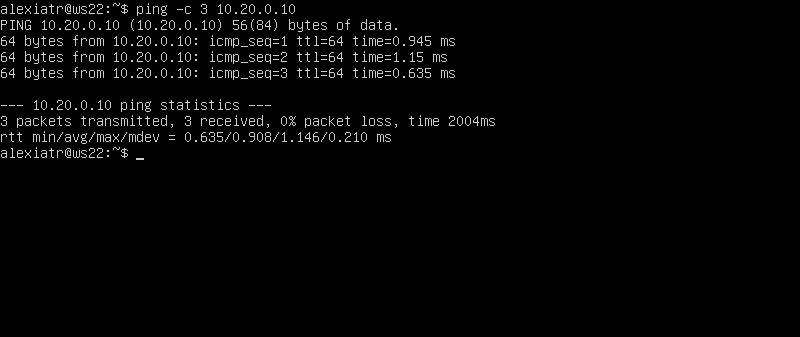 alexiatr@ws22:~$ ping -c 3 10.20.0.10
PING 10.20.0.10 (10.20.0.10) 56(84) bytes of data.
64 bytes from 10.20.0.10: icmp_seq=1 ttl=64 time=0.945 ms
64 bytes from 10.20.0.10: icmp_seq=2 ttl=64 time=1.15 ms
64 bytes from 10.20.0.10: icmp_seq=3 ttl=64 time=0.635 ms
--- 10.20.0.10 ping statistics ---
3 packets transmitted, 3 received, 0% packet loss, time 2004ms
rtt min/avg/max/mdev = 0.635/0.908/1.146/0.210 ms
alexiatr@ws22:~$ _